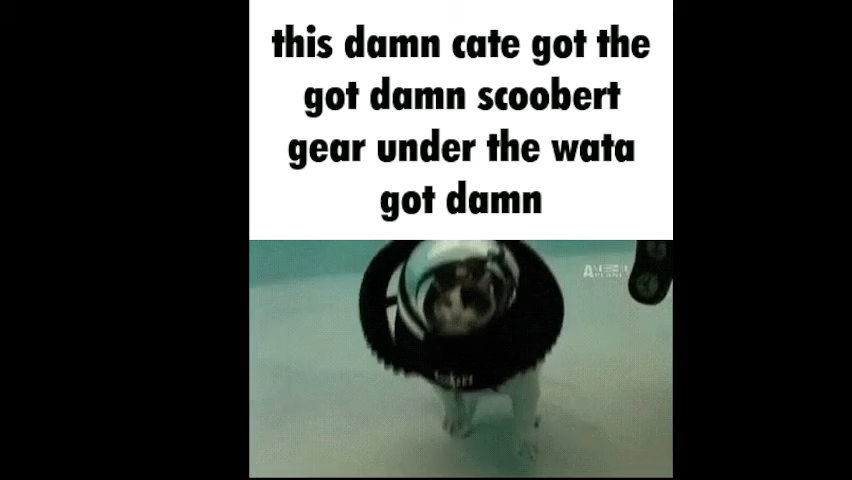 this damn cate got the
got damn scoobert
gear under the wata
got damn